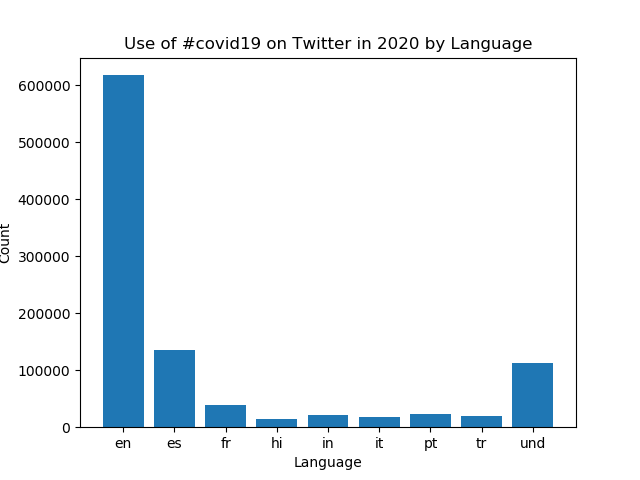 Use of #covid19 on Twitter in 2020 by Language
600000
500000
400000
300000
200000
100000
0
Count
en es fr hi in it pt tr und
Language